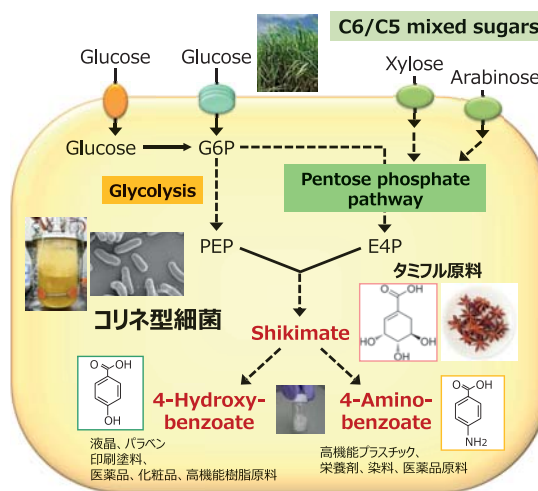 C6/C5 mixed sugars
Glucose
Glucose
Xylose
Arabinose
Glucose
G6P
Glycolysis
Pentose phosphate
pathway
PEP
E4P
コリネ型細菌
タミフル原料
Shikimate
O
OH
HO
OH
OH
4-Hydroxy-
benzoate
4-Amino-
benzoate
O
OH
OH
O
OH
NH2
液晶、パラベン
印刷塗料、
医薬品、化粧品、高機能樹脂原料
高機能プラスチック、
栄養剤、染料、医薬品原料